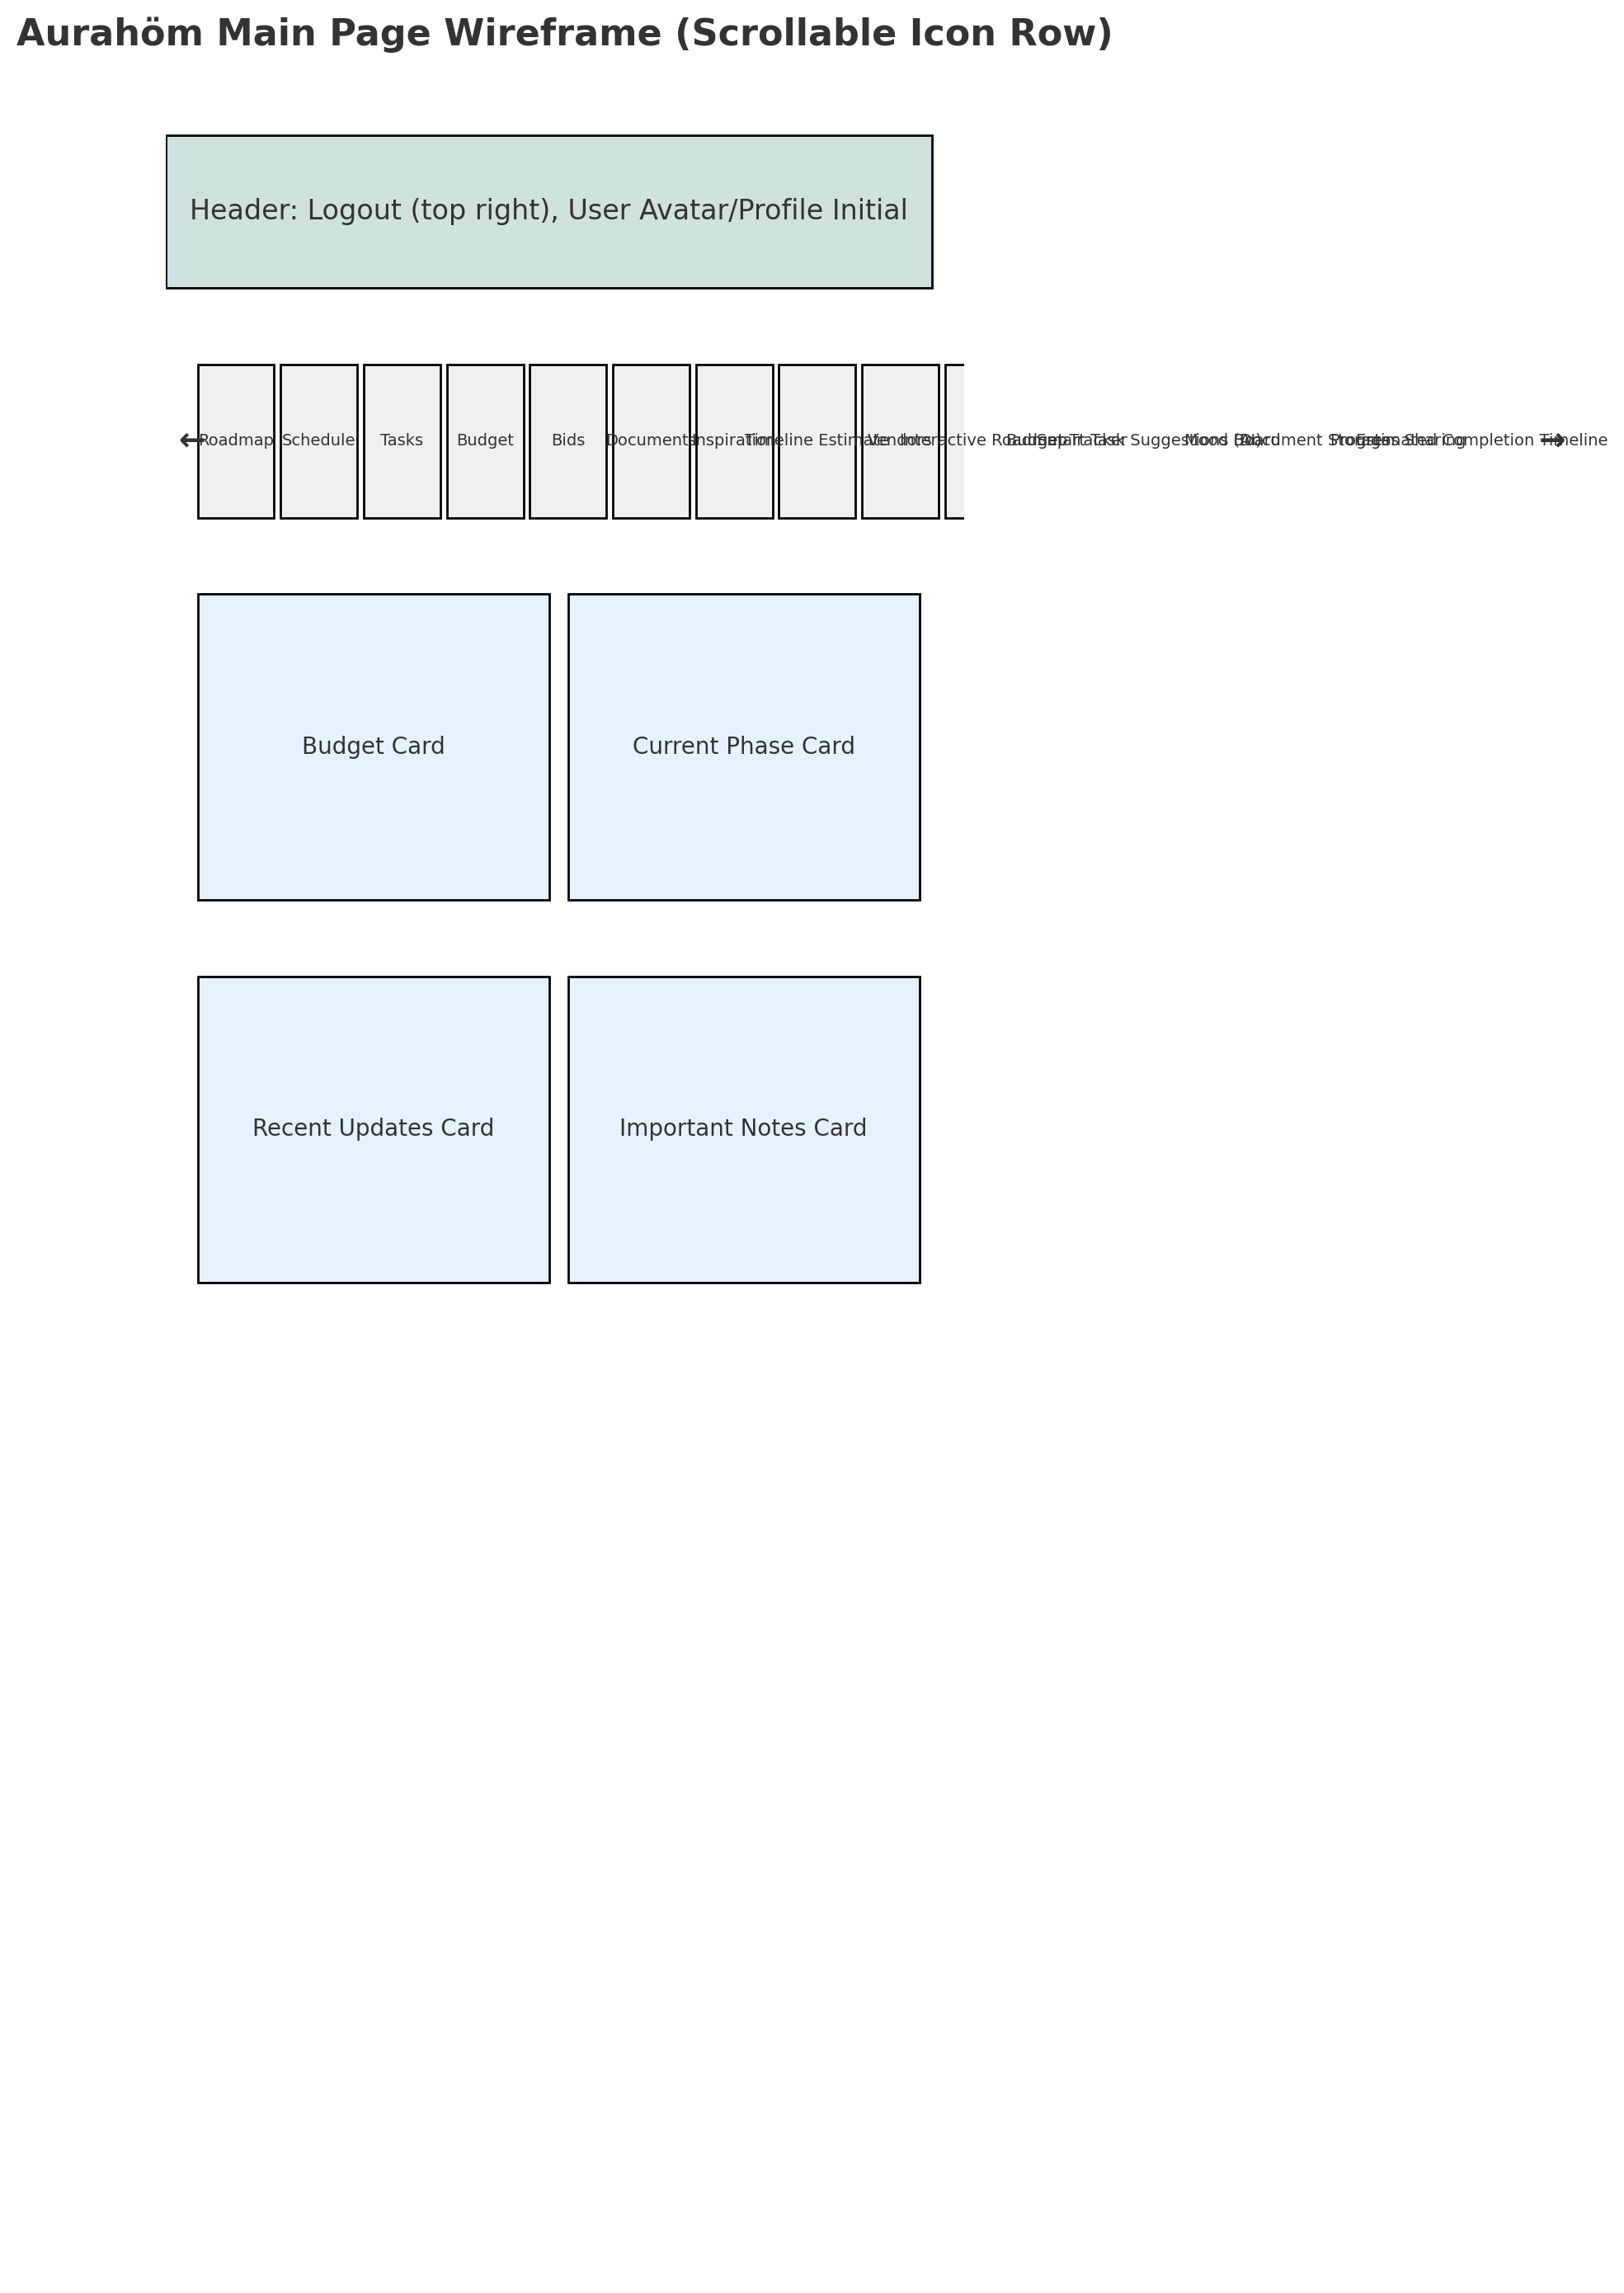 Aurahöm Main Page Wireframe (Scrollable Icon Row)
Header: Logout (top right), User Avatar/Profile Initial
← Roadmap Schedule Tasks Budget Bids Documents Inspiration Timeline Estimate Vendors Interactive Roadmap Budget Tracker Smart Task Suggestions (AI) Mood Board Document Storage Progress Sharing Estimated Completion Timeline →
Budget Card Current Phase Card
Recent Updates Card Important Notes Card